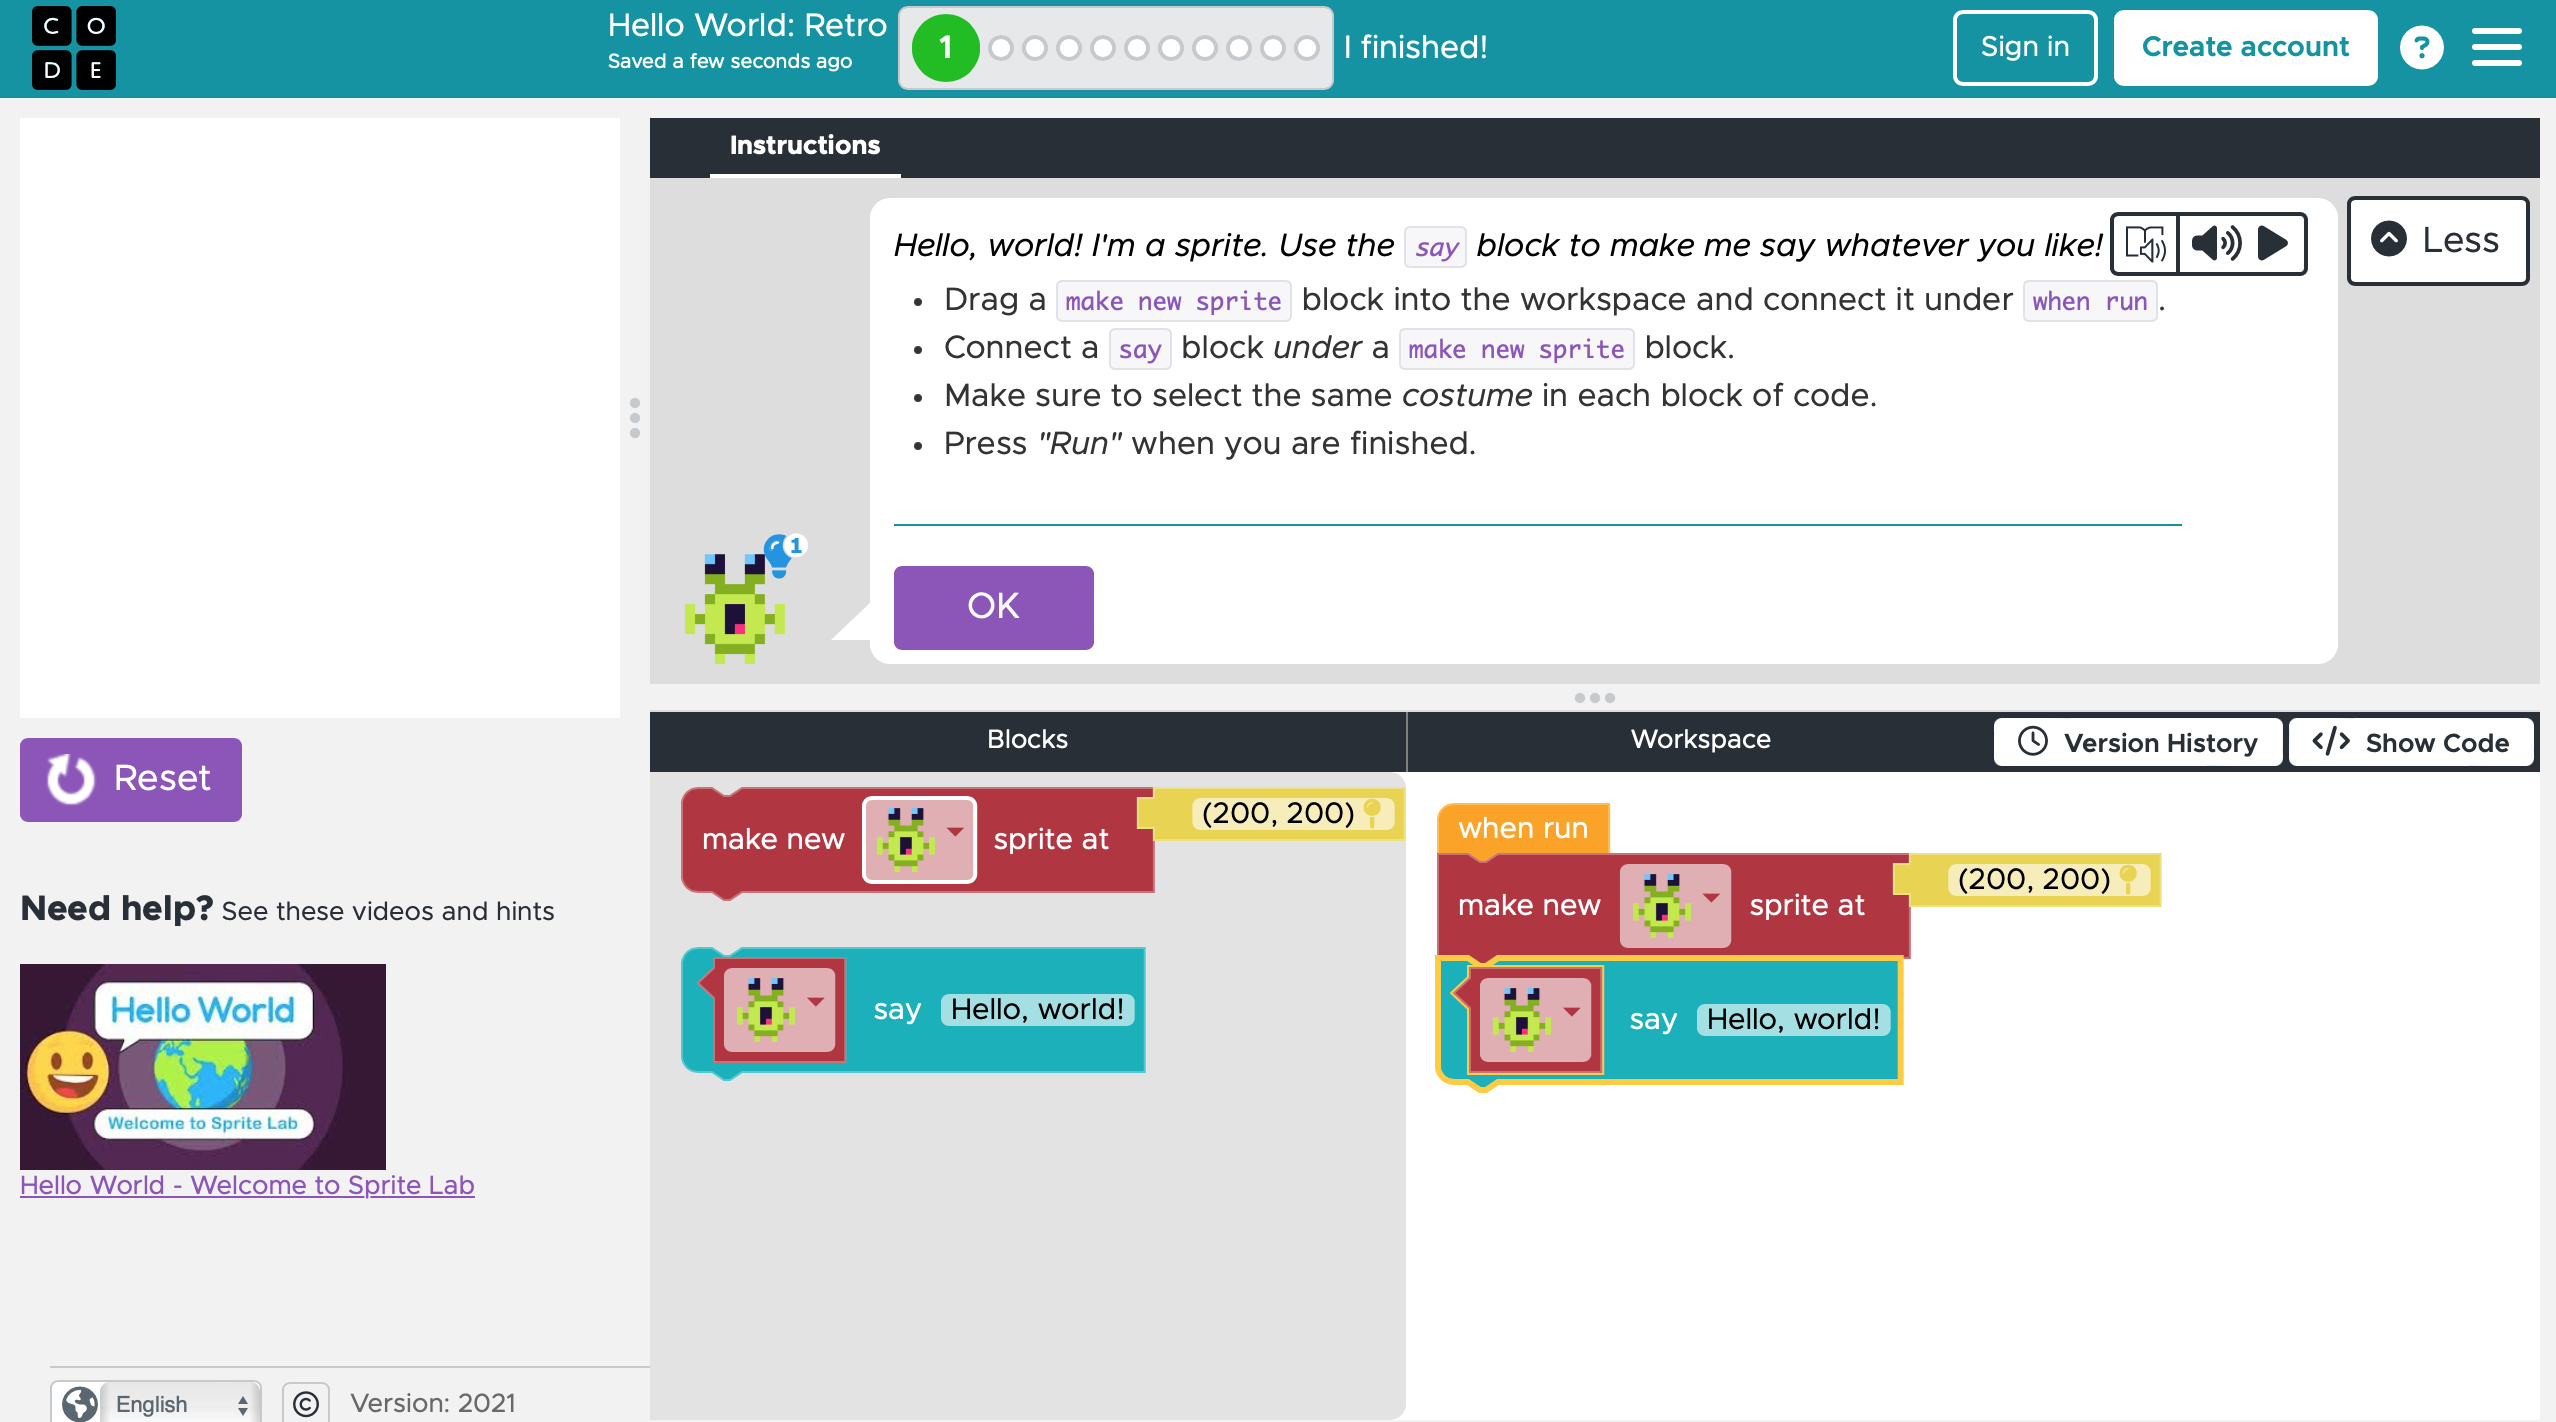 C O
D E
Hello World: Retro
Saved a few seconds ago
1
I finished!
Sign in
Create account
?
Instructions
Hello, world! I'm a sprite. Use the say block to make me say whatever you like!
• Drag a make new sprite block into the workspace and connect it under when run.
• Connect a say block under a make new sprite block.
• Make sure to select the same costume in each block of code.
• Press "Run" when you are finished.
Less
1
OK
Reset
Need help? See these videos and hints
Hello World
Welcome to Sprite Lab
Hello World - Welcome to Sprite Lab
English
©
Version: 2021
Blocks
make new sprite at (200, 200)
say Hello, world!
Workspace
Version History
</> Show Code
when run
make new sprite at (200, 200)
say Hello, world!